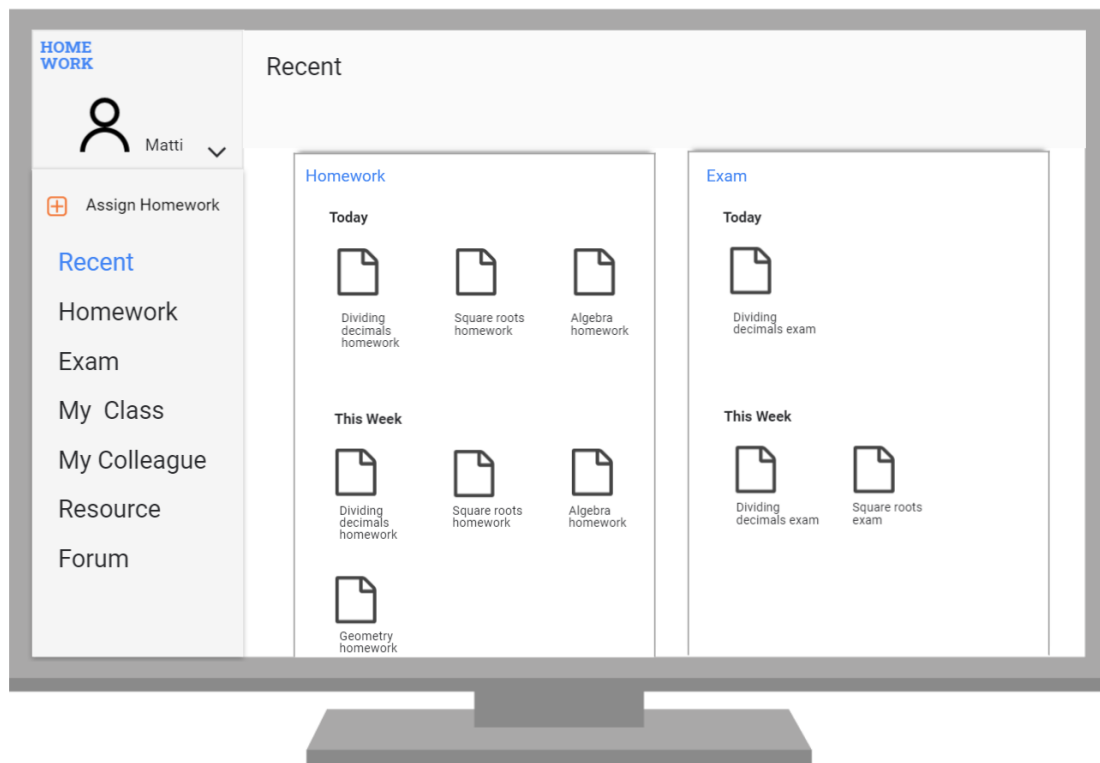 HOME
WORK
Matti
Assign Homework
Recent
Homework
Exam
My Class
My Colleague
Resource
Forum
Recent
Homework
Today
Dividing
decimals
homework
Square roots
homework
Algebra
homework
This Week
Dividing
decimals
homework
Square roots
homework
Algebra
homework
Geometry
homework
Exam
Today
Dividing
decimals exam
This Week
Dividing
decimals exam
Square roots
exam